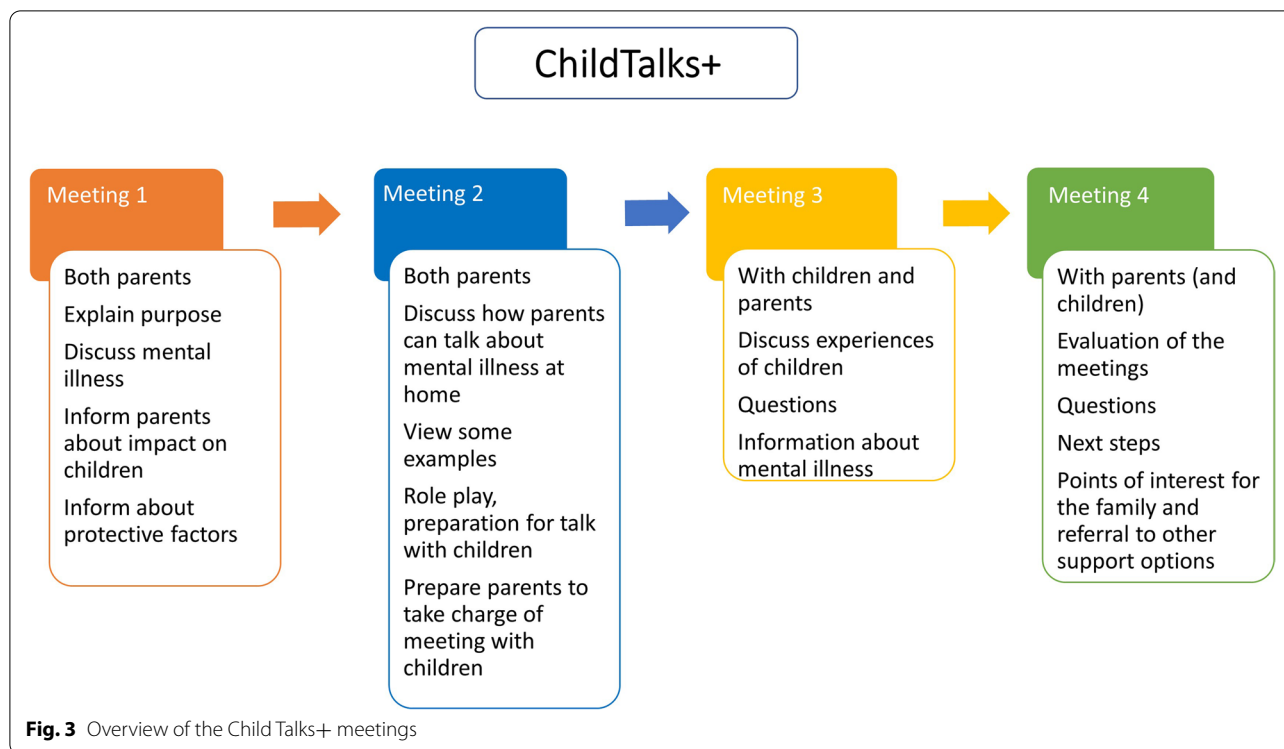 ChildTalks+
Meeting 1
Both parents
Explain purpose
Discuss mental
illness
Inform parents
about impact on
children
Inform about
protective factors
Meeting 2
Both parents
Discuss how parents
can talk about
mental illness at
home
View some
examples
Role play,
preparation for talk
with children
Prepare parents to
take charge of
meeting with
children
Meeting 3
With children and
parents
Discuss experiences
of children
Questions
Information about
mental illness
Meeting 4
With parents (and
children)
Evaluation of the
meetings
Questions
Next steps
Points of interest for
the family and
referral to other
support options
Fig. 3 Overview of the Child Talks+ meetings